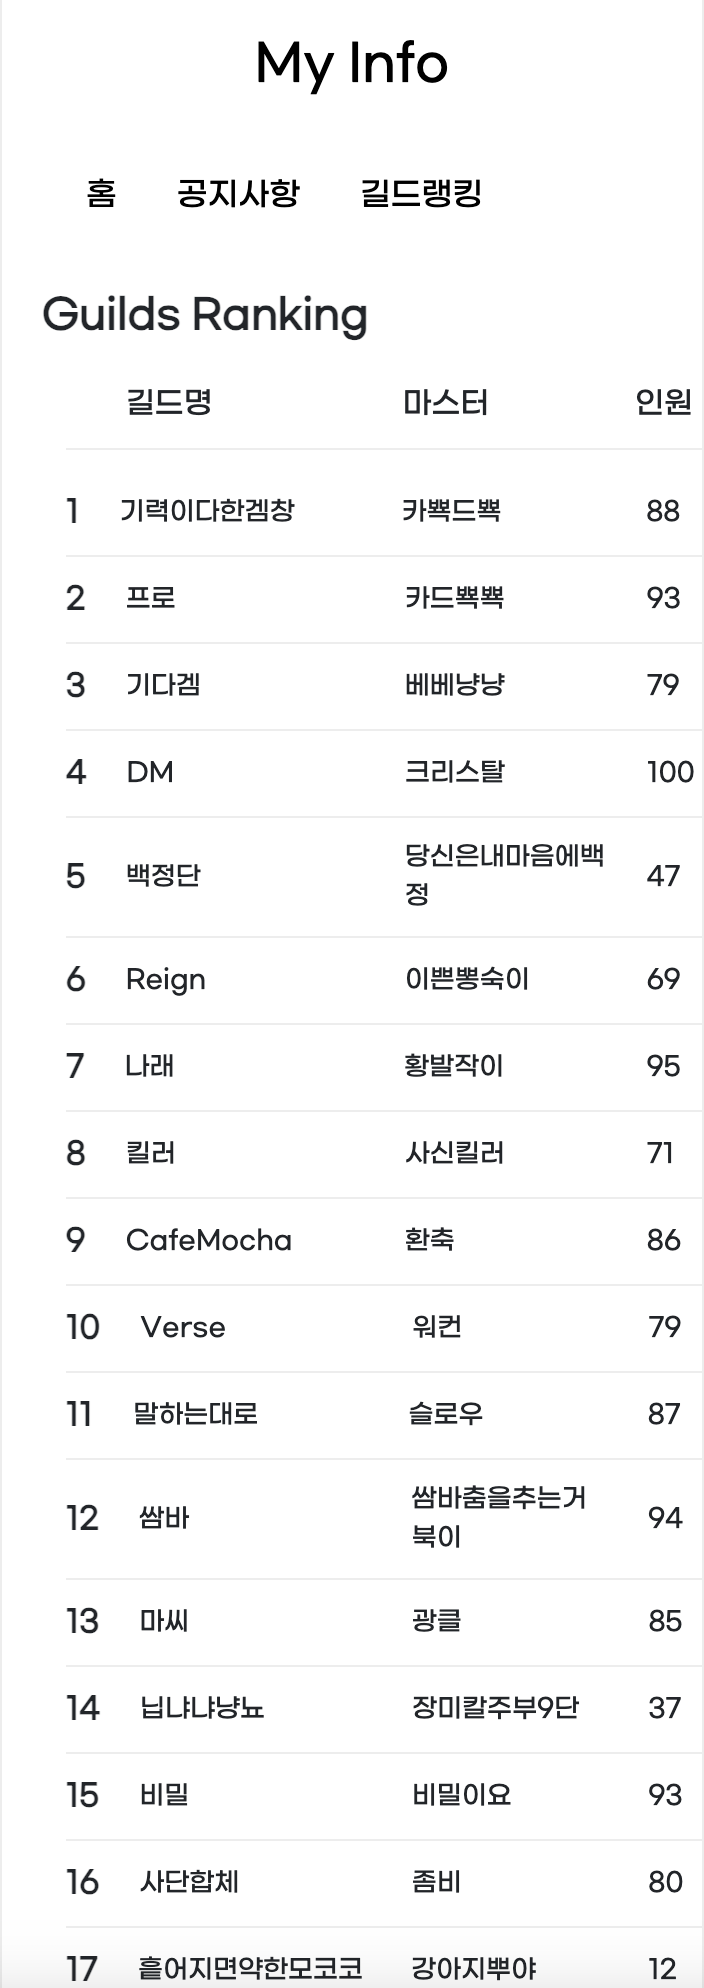 My Info
홈 공지사항 길드랭킹
Guilds Ranking
길드명 마스터 인원
1 기력이다한겜창 카뾱드뾱 88
2 프로 카드뾱뾱 93
3 기다겜 베베냥냥 79
4 DM 크리스탈 100
5 백정단 당신은내마음에백
정 47
6 Reign 이쁜뽕숙이 69
7 나래 황발작이 95
8 킬러 사신킬러 71
9 CafeMocha 환축 86
10 Verse 워컨 79
11 말하는대로 슬로우 87
12 쌈바 쌈바춤을추는거
북이 94
13 마씨 광클 85
14 닙냐냐냥뇨 장미칼주부9단 37
15 비밀 비밀이요 93
16 사단합체 좀비 80
17 흩어지면약한모코코 강아지뿌야 12